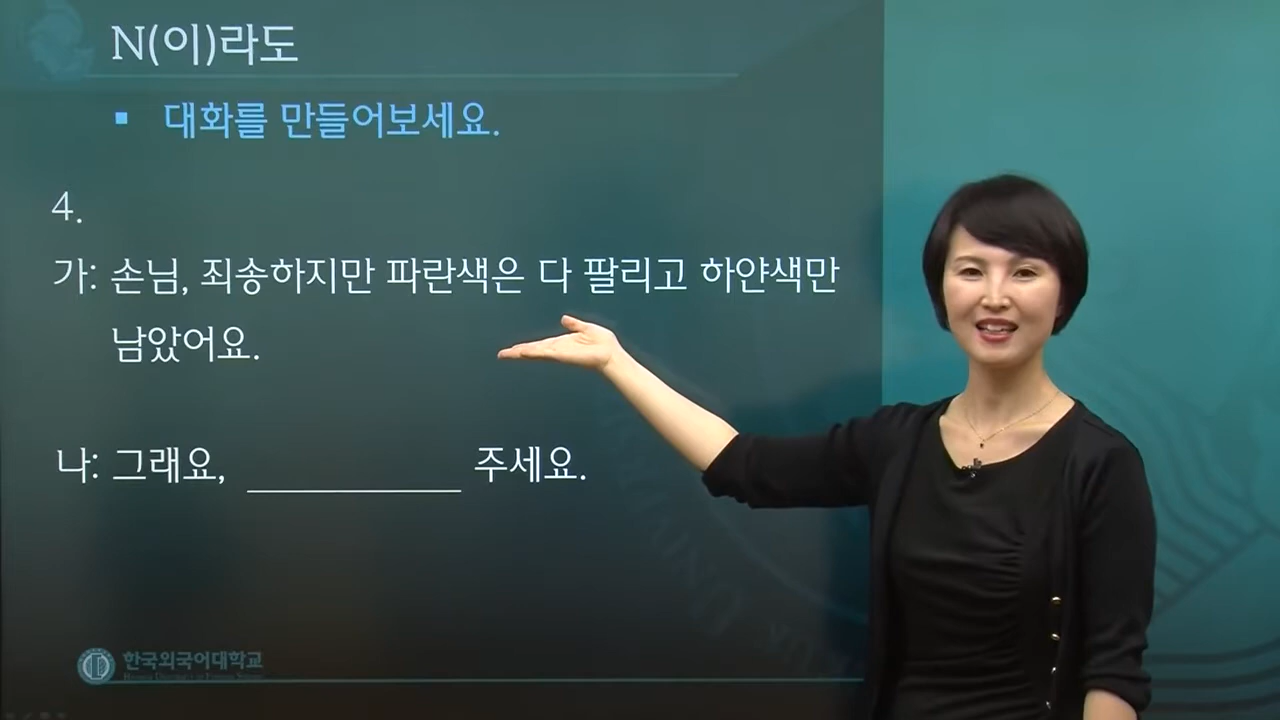 N(이)라도
▪ 대화를 만들어보세요.
4.
가: 손님, 죄송하지만 파란색은 다 팔리고 하얀색만
남았어요.
나: 그래요, __________ 주세요.
한국외국어대학교